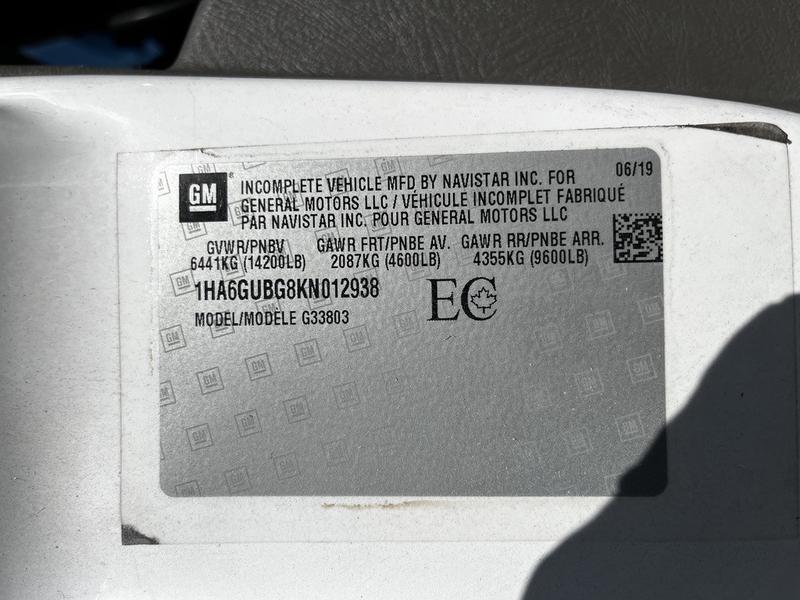 GM
06/19
INCOMPLETE VEHICLE MFD BY NAVISTAR INC. FOR
GENERAL MOTORS LLC / VÉHICULE INCOMPLET FABRIQUÉ
PAR NAVISTAR INC. POUR GENERAL MOTORS LLC
GVWR/PNBV GAWR FRT/PNBE AV. GAWR RR/PNBE ARR.
6441KG (14200LB) 2087KG (4600LB) 4355KG (9600LB)
1HA6GUBG8KN012938
EC
MODEL/MODÈLE G33803